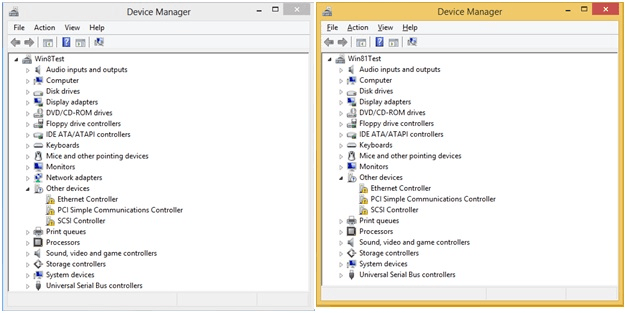 Device Manager
File Action View Help
Win8Test
Audio inputs and outputs
Computer
Disk drives
Display adapters
DVD/CD-ROM drives
Floppy drive controllers
IDE ATA/ATAPI controllers
Keyboards
Mice and other pointing devices
Monitors
Network adapters
Other devices
Ethernet Controller
PCI Simple Communications Controller
SCSI Controller
Print queues
Processors
Sound, video and game controllers
Storage controllers
System devices
Universal Serial Bus controllers
Device Manager
File Action View Help
Win81Test
Audio inputs and outputs
Computer
Disk drives
Display adapters
DVD/CD-ROM drives
Floppy drive controllers
IDE ATA/ATAPI controllers
Keyboards
Mice and other pointing devices
Monitors
Other devices
Ethernet Controller
PCI Simple Communications Controller
SCSI Controller
Print queues
Processors
Sound, video and game controllers
Storage controllers
System devices
Universal Serial Bus controllers